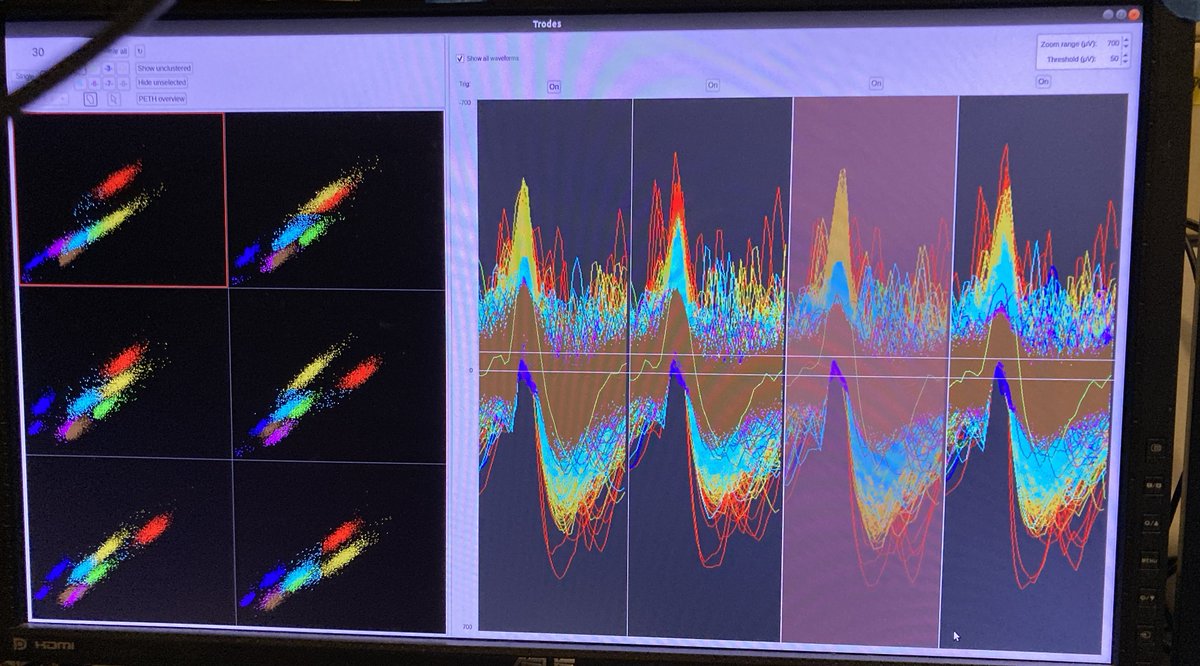 Trodes
30
all
Show unclustered
Hide unselected
PETH overview
Show all waveforms
Zoom range (μV): 700
Threshold (μV): 50
Trig:
On On On On
-700
0
700
HDMI
MENU